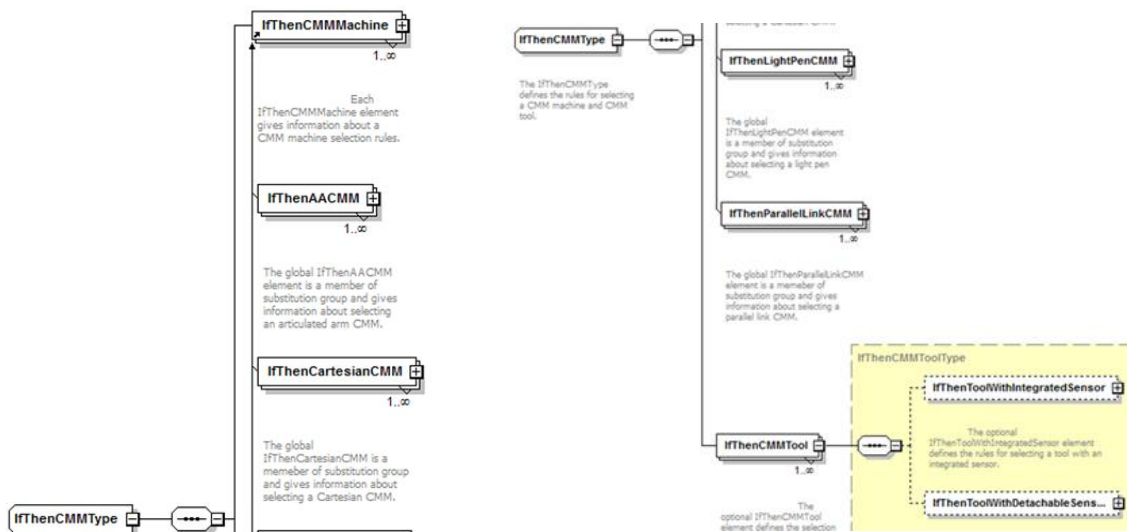 IfThenCMMMachine
1..∞
Each
IfThenCMMMachine element
gives information about a
CMM machine selection rules.
IfThenAACMM
1..∞
The global IfThenAACMM
element is a member of
substitution group and gives
information about selecting
an articulated arm CMM.
IfThenCartesianCMM
1..∞
The global
IfThenCartesianCMM is a
memeber of substitution group
and gives information about
selecting a Cartesian CMM.
IfThenCMMType
selecting a Cartesian CMM.
IfThenCMMType
The IfThenCMMType
defines the rules for selecting
a CMM machine and CMM
tool.
IfThenLightPenCMM
1..∞
The global
IfThenLightPenCMM element
is a member of substitution
group and gives information
about selecting a light pen
CMM.
IfThenParallelLinkCMM
1..∞
The global IfThenParallelLinkCMM
element is a memeber of
substitution group and gives
information about selecting a
parallel link CMM.
IfThenCMMToolType
IfThenToolWithIntegratedSensor
The optional
IfThenToolWithIntegratedSensor element
defines the rules for selecting a tool with an
integrated sensor.
IfThenCMMTool
1..∞
The
optional IfThenCMMTool
element defines the selection
IfThenToolWithDetachableSens...